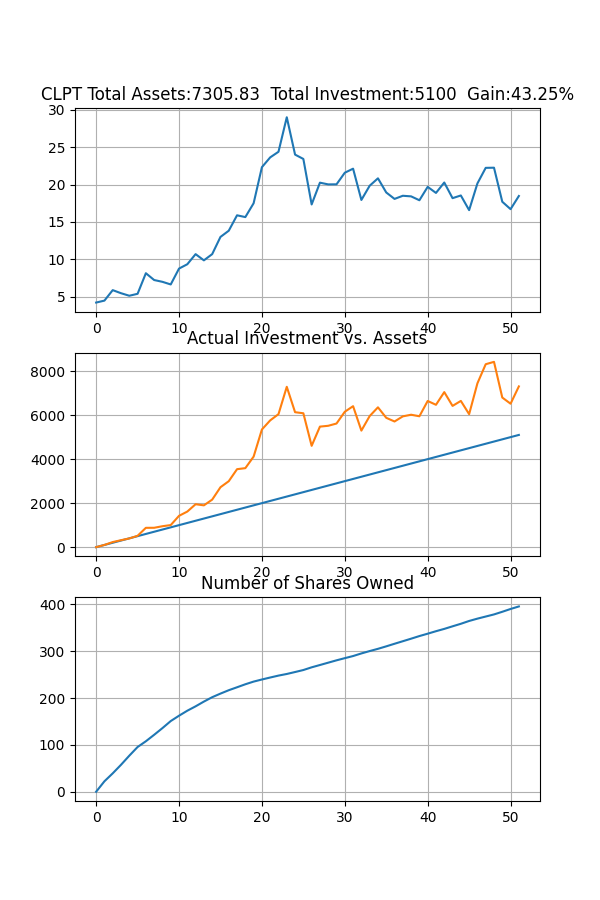 CLPT Total Assets:7305.83  Total Investment:5100  Gain:43.25%
30
25
20
15
10
5
0 10 20 30 40 50
Actual Investment vs. Assets
8000
6000
4000
2000
0
0 10 20 30 40 50
Number of Shares Owned
400
300
200
100
0
0 10 20 30 40 50